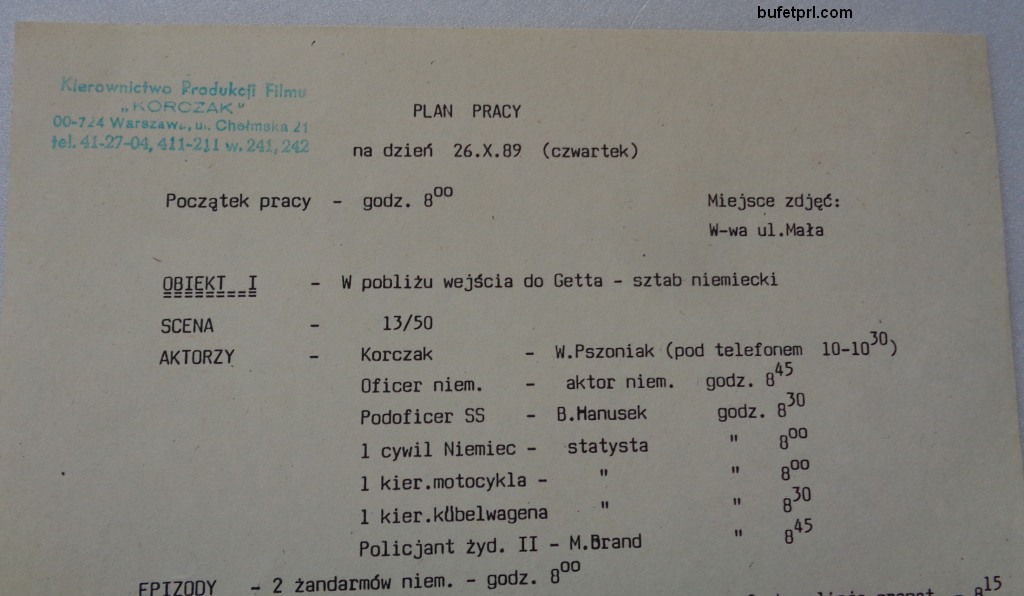 bufetprl.com
Kierownictwo Produkcji Filmu
„KORCZAK"
00-724 Warszawa, ul. Chełmska 21
tel. 41-27-04, 411-211 w. 241, 242
PLAN PRACY
na dzień 26.X.89 (czwartek)
Początek pracy - godz. 8⁰⁰
Miejsce zdjęć:
W-wa ul.Mała
OBIEKT I - W pobliżu wejścia do Getta - sztab niemiecki
SCENA - 13/50
AKTORZY - Korczak - W.Pszoniak (pod telefonem 10-10³⁰)
Oficer niem. - aktor niem. godz. 8⁴⁵
Podoficer SS - B.Hanusek godz. 8³⁰
1 cywil Niemiec - statysta " 8⁰⁰
1 kier.motocykla - " " 8⁰⁰
1 kier.kübelwagena " " 8³⁰
Policjant żyd. II - M.Brand " 8⁴⁵
EPIZODY - 2 żandarmów niem. - godz. 8⁰⁰
- 8¹⁵